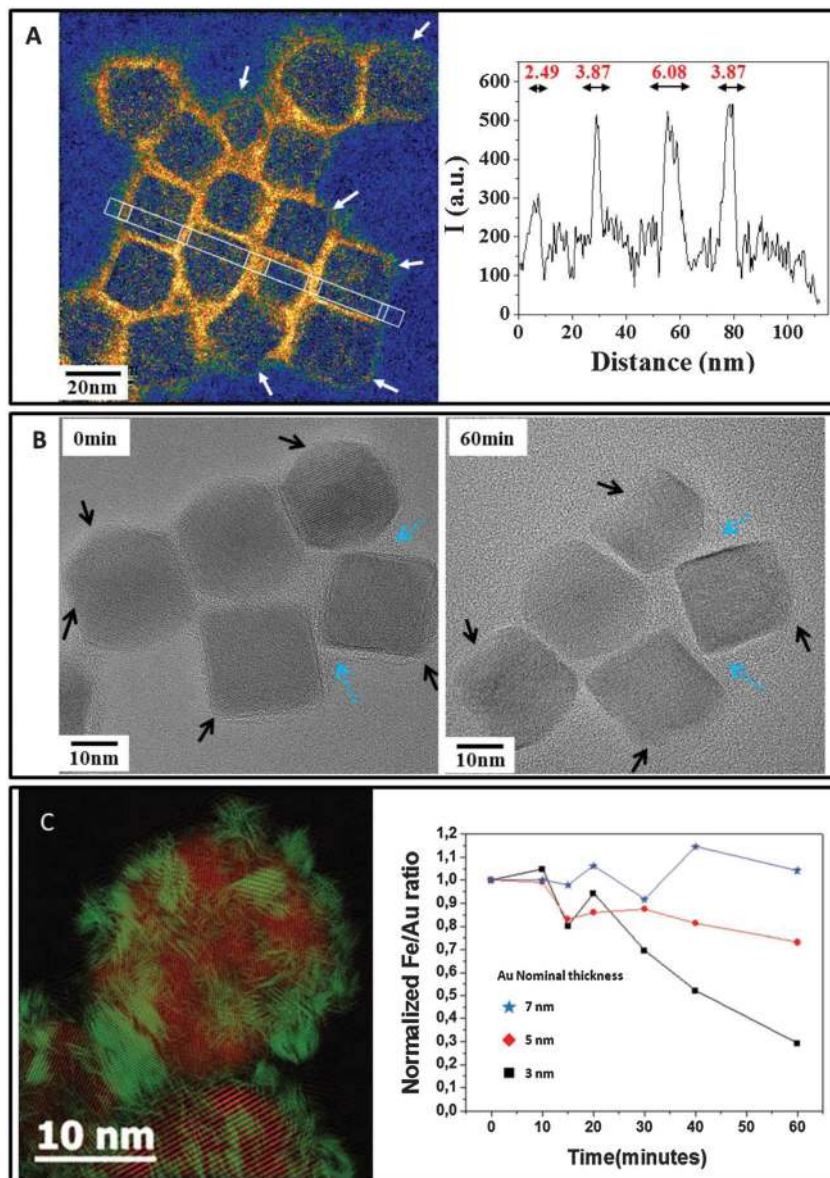 A
20nm
2.49 3.87 6.08 3.87
600
500
400
300
200
100
0
I (a.u.)
0 20 40 60 80 100
Distance (nm)
B
0min
10nm
60min
10nm
C
10 nm
1,2
1,1
1,0
0,9
0,8
0,7
0,6
0,5
0,4
0,3
0,2
0,1
0,0
Normalized Fe/Au ratio
Au Nominal thickness
7 nm
5 nm
3 nm
0 10 20 30 40 50 60
Time(minutes)